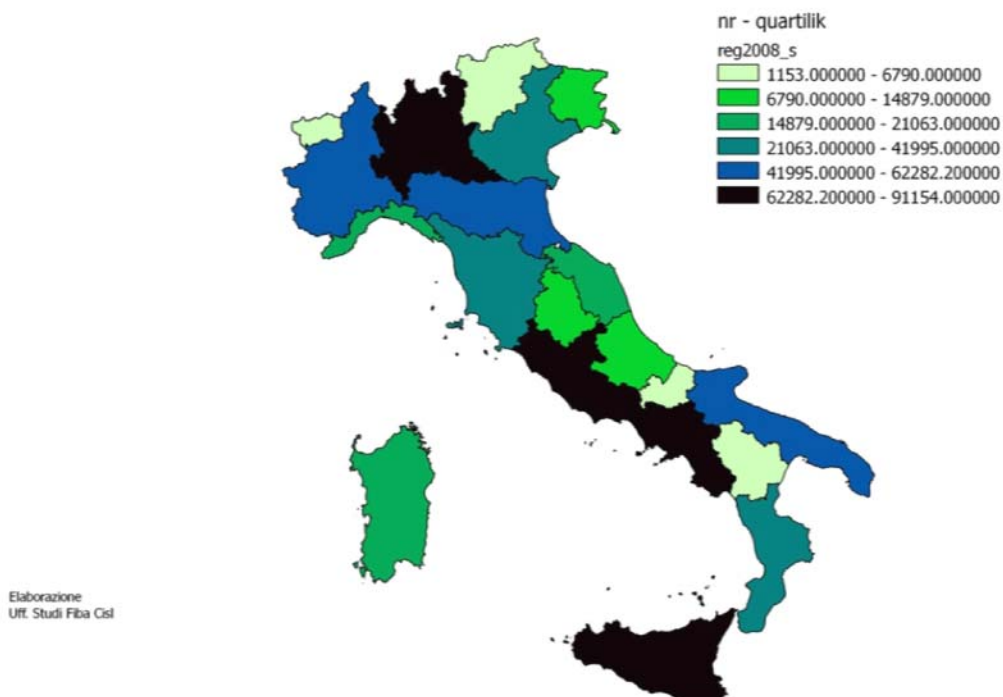 nr - quartilik
reg2008_s
1153.000000 - 6790.000000
6790.000000 - 14879.000000
14879.000000 - 21063.000000
21063.000000 - 41995.000000
41995.000000 - 62282.200000
62282.200000 - 91154.000000
Elaborazione
Uff. Studi Fiba Cisl